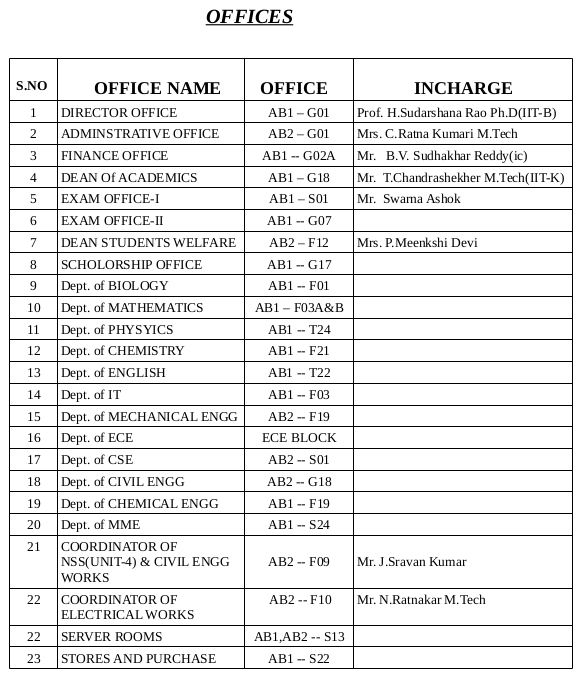 OFFICES
S.NO OFFICE NAME OFFICE INCHARGE
1 DIRECTOR OFFICE AB1 – G01 Prof. H.Sudarshana Rao Ph.D(IIT-B)
2 ADMINSTRATIVE OFFICE AB2 – G01 Mrs. C.Ratna Kumari M.Tech
3 FINANCE OFFICE AB1 -- G02A Mr. B.V. Sudhakar Reddy(ic)
4 DEAN Of ACADEMICS AB1 – G18 Mr. T.Chandrashekher M.Tech(IIT-K)
5 EXAM OFFICE-I AB1 – S01 Mr. Swarna Ashok
6 EXAM OFFICE-II AB1 -- G07
7 DEAN STUDENTS WELFARE AB2 – F12 Mrs. P.Meenkshi Devi
8 SCHOLORSHIP OFFICE AB1 -- G17
9 Dept. of BIOLOGY AB1 -- F01
10 Dept. of MATHEMATICS AB1 – F03A&B
11 Dept. of PHYSYICS AB1 -- T24
12 Dept. of CHEMISTRY AB1 -- F21
13 Dept. of ENGLISH AB1 -- T22
14 Dept. of IT AB1 -- F03
15 Dept. of MECHANICAL ENGG AB2 -- F19
16 Dept. of ECE ECE BLOCK
17 Dept. of CSE AB2 -- S01
18 Dept. of CIVIL ENGG AB2 -- G18
19 Dept. of CHEMICAL ENGG AB1 -- F19
20 Dept. of MME AB1 -- S24
21 COORDINATOR OF
NSS(UNIT-4) & CIVIL ENGG AB2 -- F09 Mr. J.Sravan Kumar
WORKS
22 COORDINATOR OF AB2 -- F10 Mr. N.Ratnakar M.Tech
ELECTRICAL WORKS
22 SERVER ROOMS AB1,AB2 -- S13
23 STORES AND PURCHASE AB1 -- S22